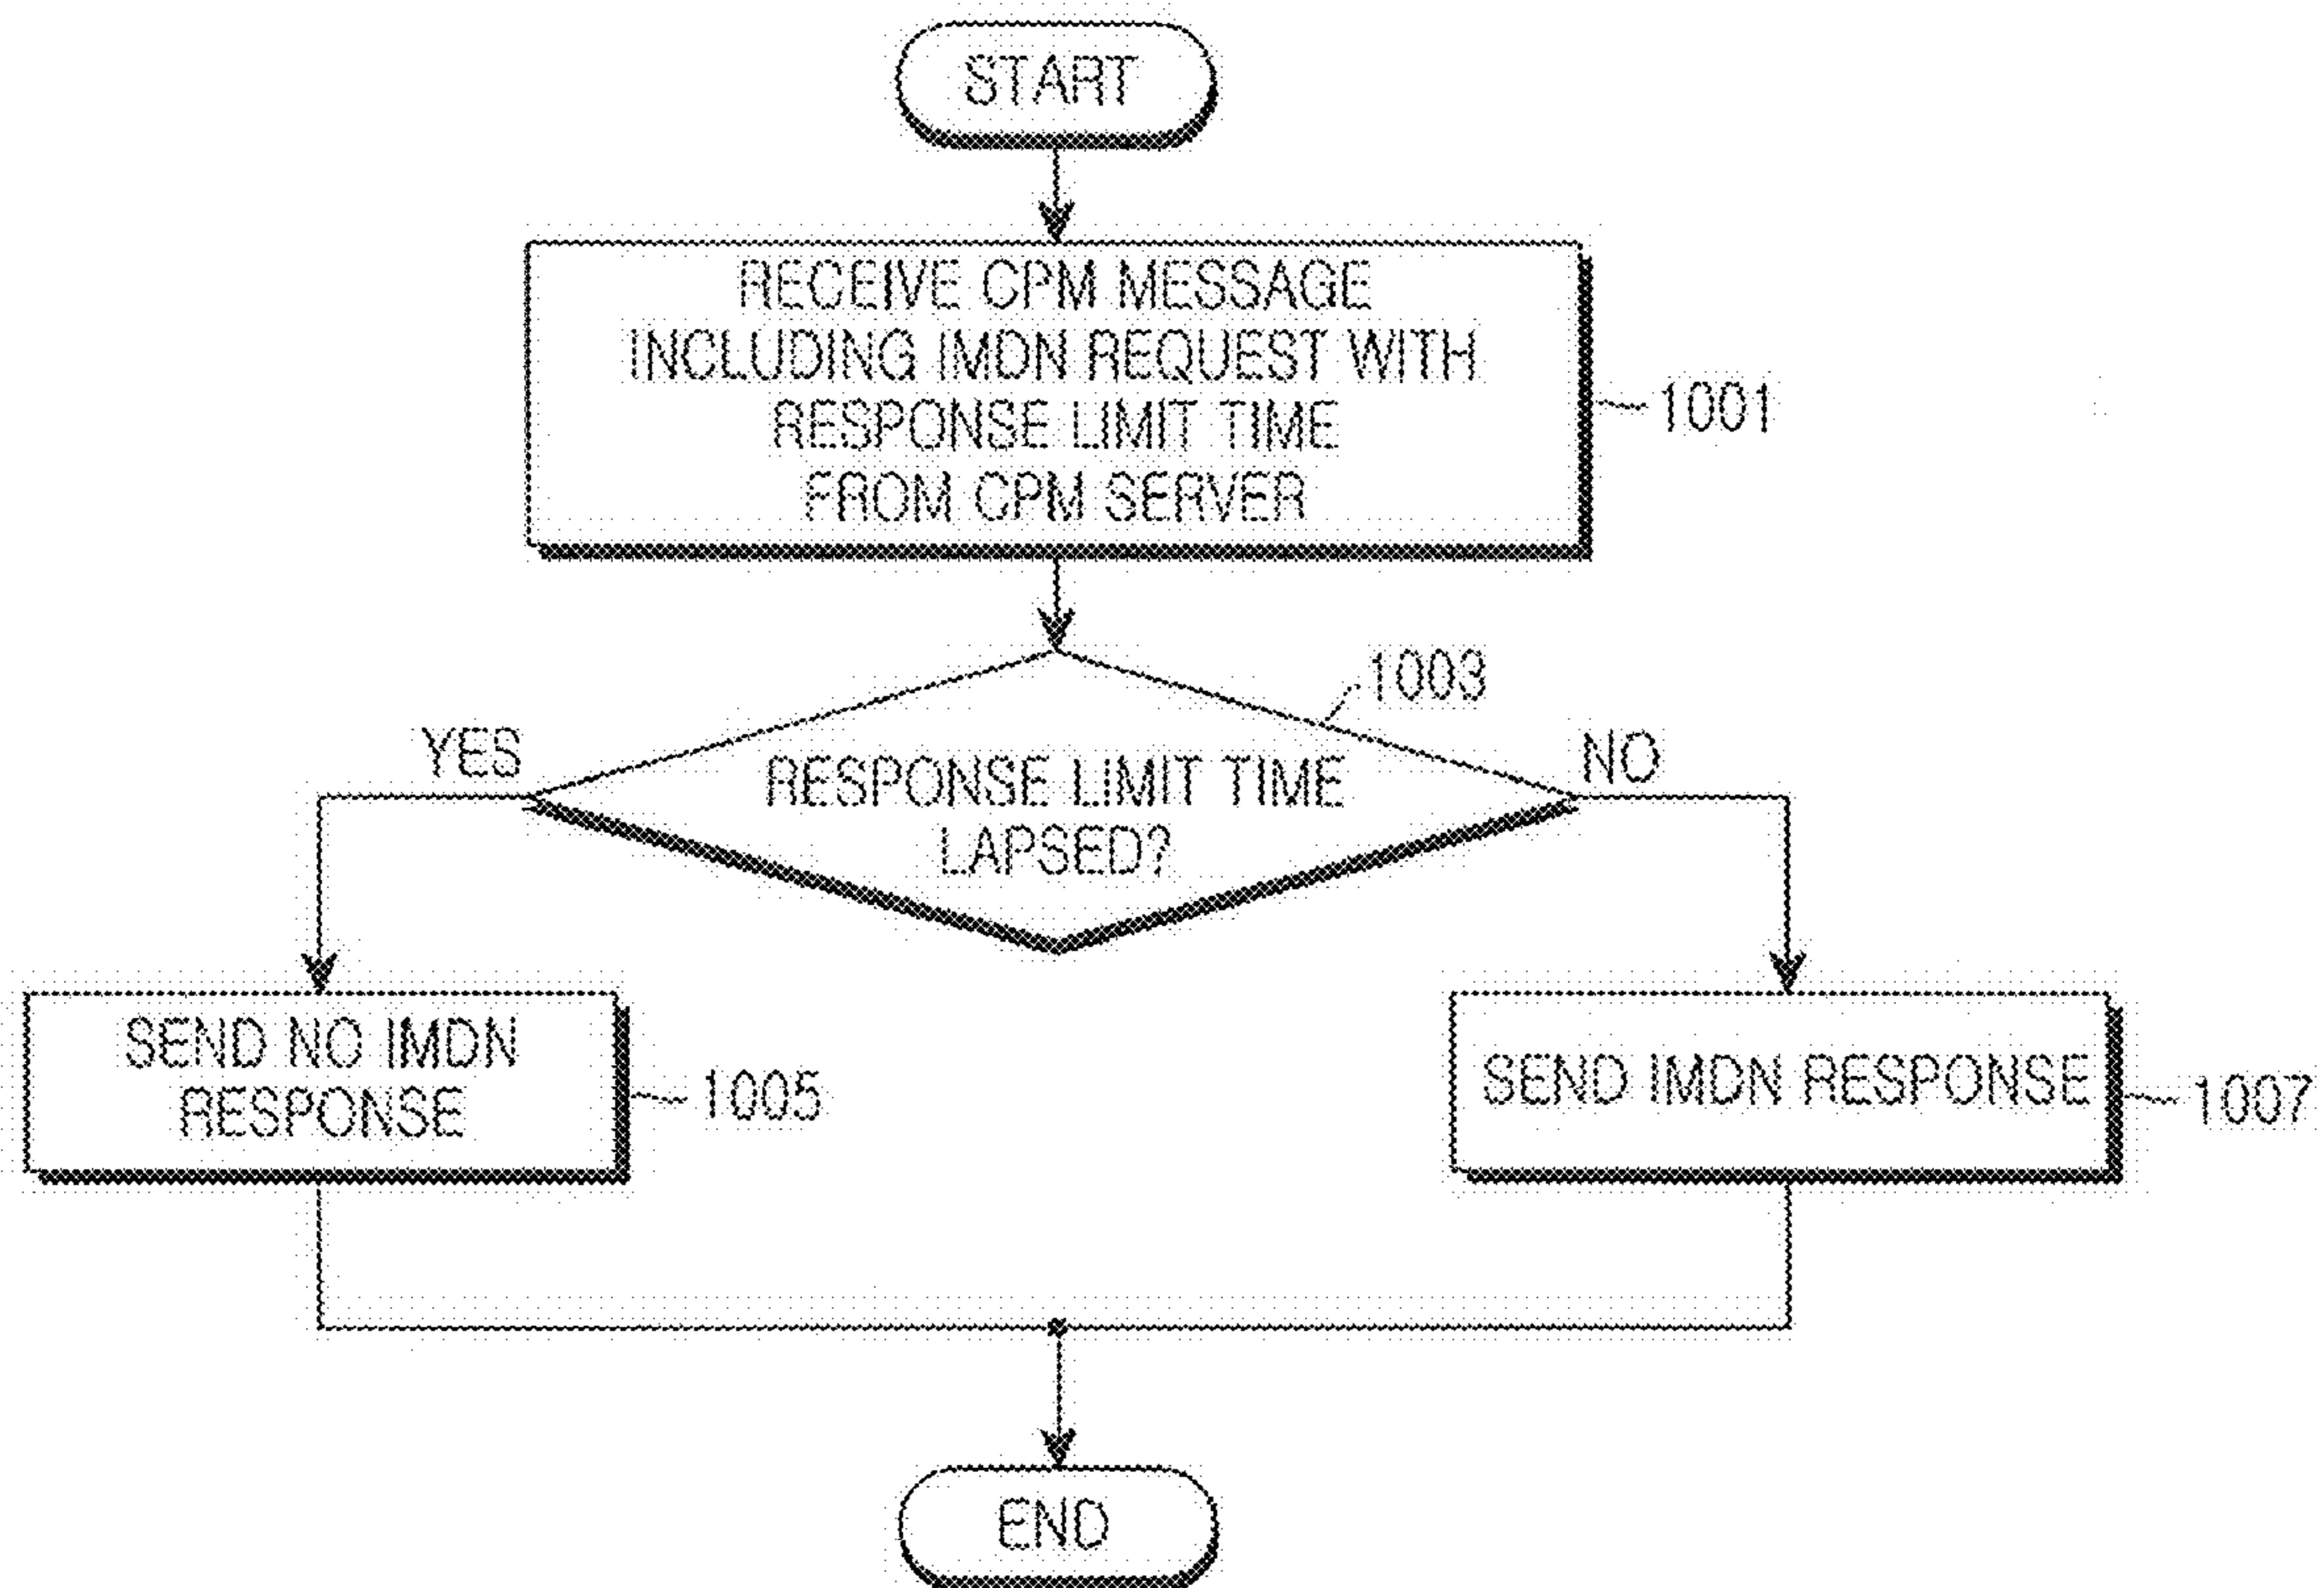 START
RECEIVE CPM MESSAGE
INCLUDING IMDN REQUEST WITH
RESPONSE LIMIT TIME
FROM CPM SERVER
1001
1003
YES
NO
RESPONSE LIMIT TIME
LAPSED?
SEND NO IMDN
RESPONSE
1005
SEND IMDN RESPONSE
1007
END